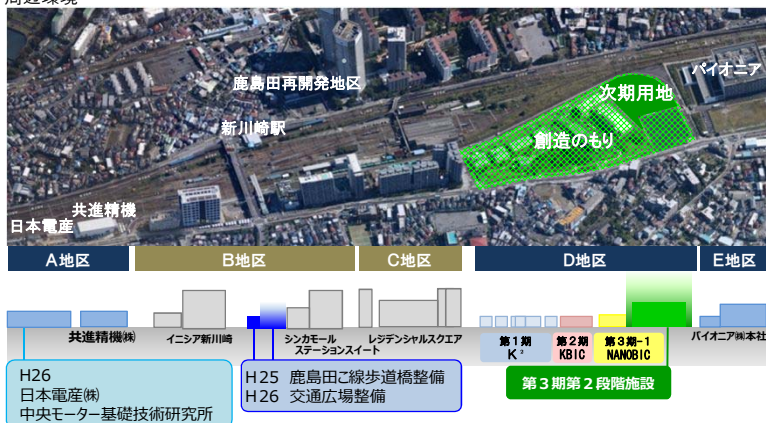 周辺環境
鹿島田再開発地区
パイオニア
次期用地
新川崎駅
創造のもり
共進精機
日本電産
A地区
B地区
C地区
D地区
E地区
共進精機㈱
イニシア新川崎
シンカモール
ステーションスイート
レジデンシャルスクエア
第1期
K²
第2期
KBIC
第3期-1
NANOBIC
パイオニア㈱本社
H26
日本電産㈱
中央モーター基礎技術研究所
H25 鹿島田こ線歩道橋整備
H26 交通広場整備
第3期第2段階施設